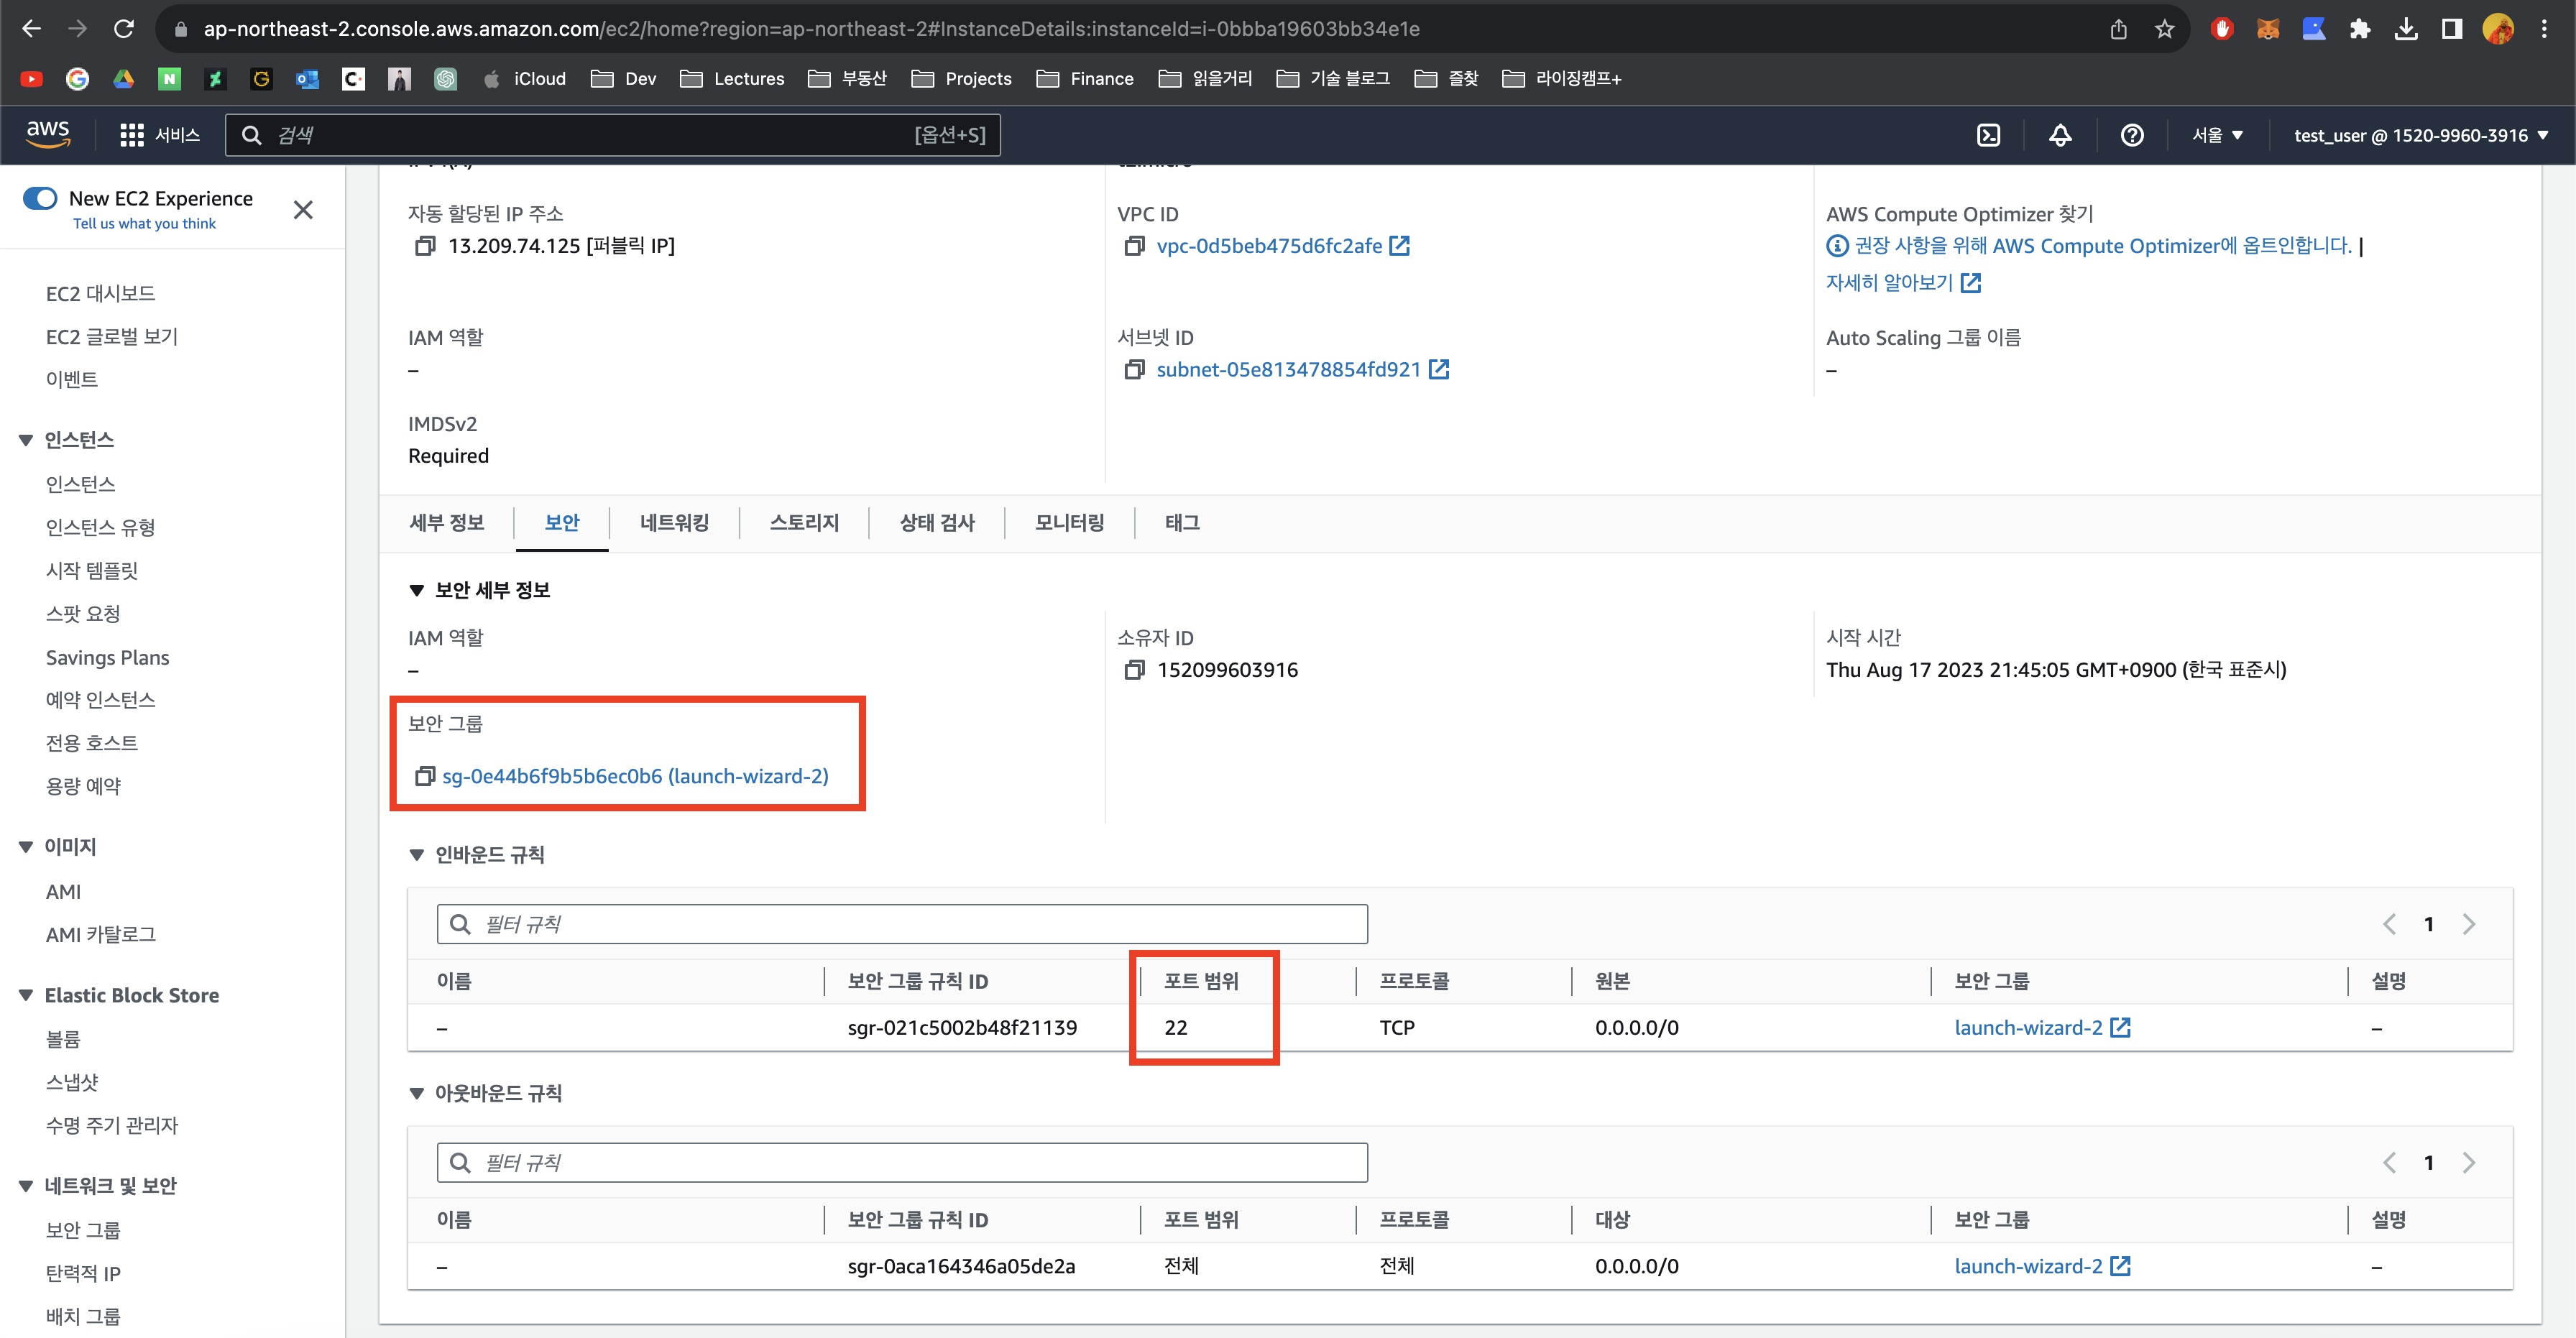 ap-northeast-2.console.aws.amazon.com/ec2/home?region=ap-northeast-2#InstanceDetails:instanceId=i-0bbba19603bb34e1e
iCloud Dev Lectures 부동산 Projects Finance 읽을거리 기술 블로그 즐찾 라이징캠프+
aws 서비스 검색 [옵션+S] 서울 test_user @ 1520-9960-3916
New EC2 Experience
Tell us what you think
EC2 대시보드
EC2 글로벌 보기
이벤트
인스턴스
인스턴스
인스턴스 유형
시작 템플릿
스팟 요청
Savings Plans
예약 인스턴스
전용 호스트
용량 예약
이미지
AMI
AMI 카탈로그
Elastic Block Store
볼륨
스냅샷
수명 주기 관리자
네트워크 및 보안
보안 그룹
탄력적 IP
배치 그룹
자동 할당된 IP 주소
13.209.74.125 [퍼블릭 IP]
VPC ID
vpc-0d5beb475d6fc2afe
AWS Compute Optimizer 찾기
권장 사항을 위해 AWS Compute Optimizer에 옵트인합니다. |
자세히 알아보기
IAM 역할
–
서브넷 ID
subnet-05e813478854fd921
Auto Scaling 그룹 이름
–
IMDSv2
Required
세부 정보 보안 네트워킹 스토리지 상태 검사 모니터링 태그
보안 세부 정보
IAM 역할
–
소유자 ID
152099603916
시작 시간
Thu Aug 17 2023 21:45:05 GMT+0900 (한국 표준시)
보안 그룹
sg-0e44b6f9b5b6ec0b6 (launch-wizard-2)
인바운드 규칙
필터 규칙 1
이름 보안 그룹 규칙 ID 포트 범위 프로토콜 원본 보안 그룹 설명
– sgr-021c5002b48f21139 22 TCP 0.0.0.0/0 launch-wizard-2 –
아웃바운드 규칙
필터 규칙 1
이름 보안 그룹 규칙 ID 포트 범위 프로토콜 대상 보안 그룹 설명
– sgr-0aca164346a05de2a 전체 전체 0.0.0.0/0 launch-wizard-2 –